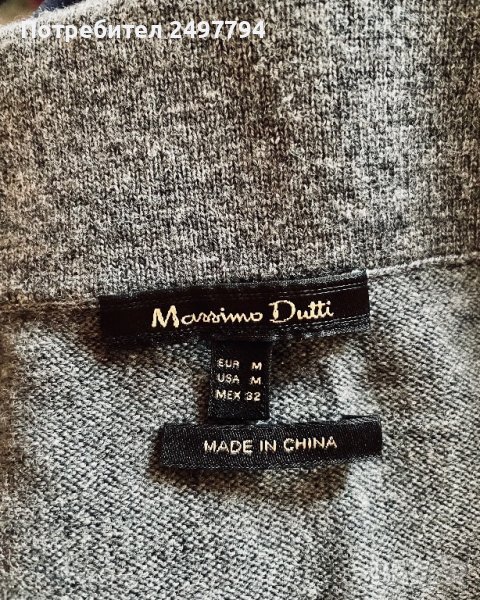 Потребител 2497794
Massimo Dutti
EUR M
USA M
MEX 32
MADE IN CHINA